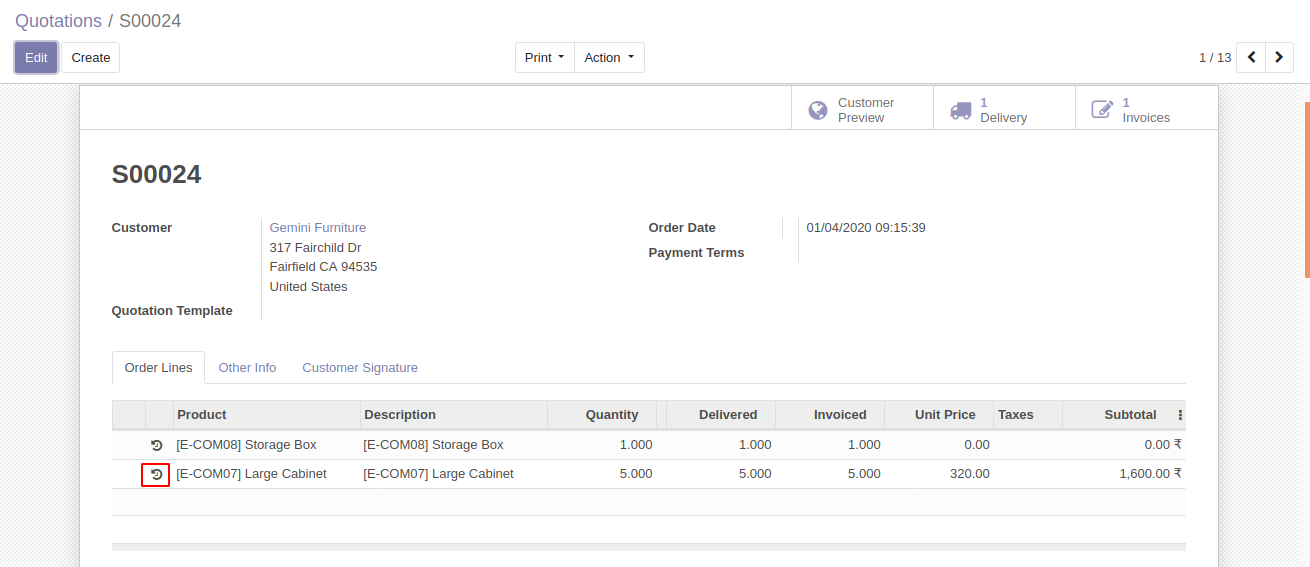 Quotations / S00024
Edit Create Print Action 1 / 13
Customer Preview
1 Delivery
1 Invoices
S00024
Customer Gemini Furniture
317 Fairchild Dr
Fairfield CA 94535
United States
Quotation Template
Order Date 01/04/2020 09:15:39
Payment Terms
Order Lines Other Info Customer Signature
Product Description Quantity Delivered Invoiced Unit Price Taxes Subtotal
[E-COM08] Storage Box [E-COM08] Storage Box 1.000 1.000 1.000 0.00 0.00 ₹
[E-COM07] Large Cabinet [E-COM07] Large Cabinet 5.000 5.000 5.000 320.00 1,600.00 ₹